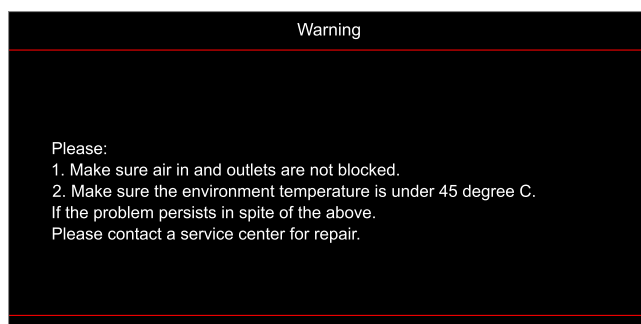 Warning
Please:
1. Make sure air in and outlets are not blocked.
2. Make sure the environment temperature is under 45 degree C.
If the problem persists in spite of the above.
Please contact a service center for repair.